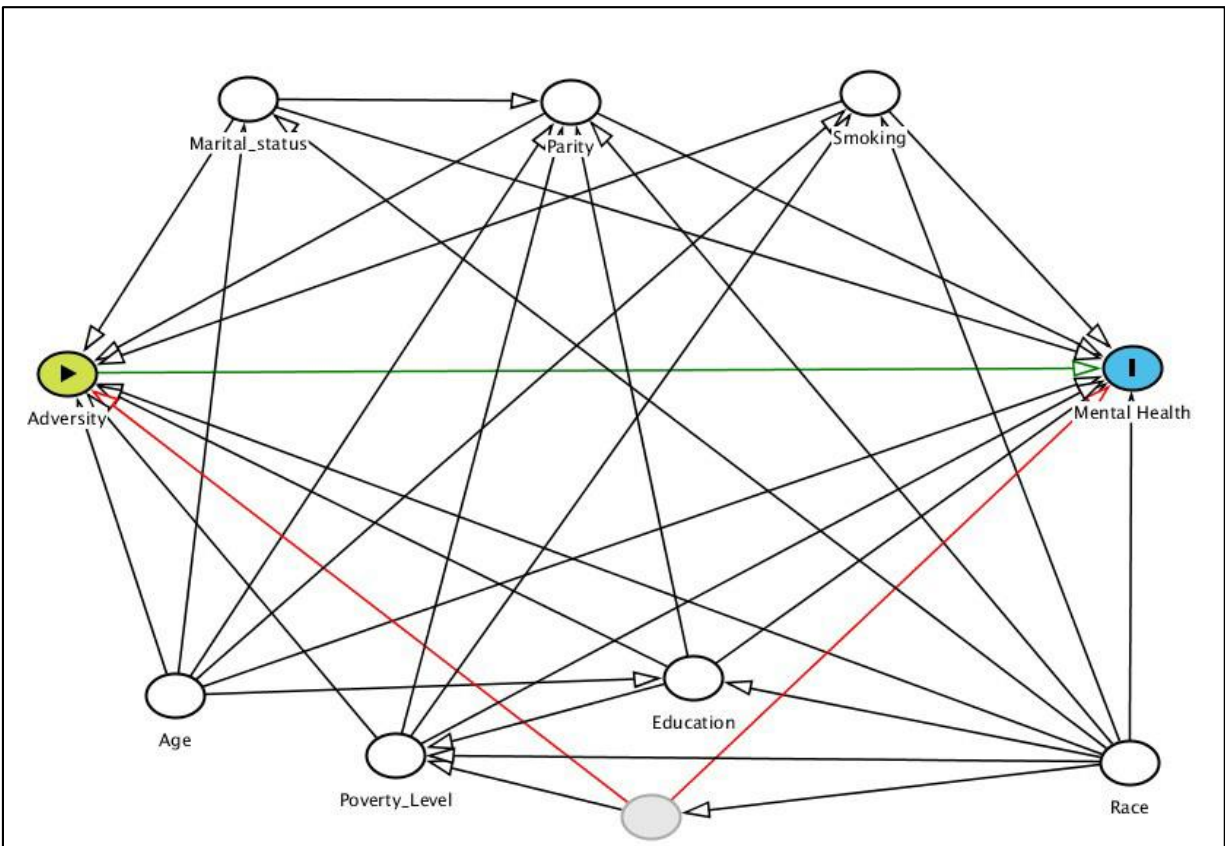 Marital_status
Parity
Smoking
Adversity
Mental Health
Age
Education
Poverty_Level
Race